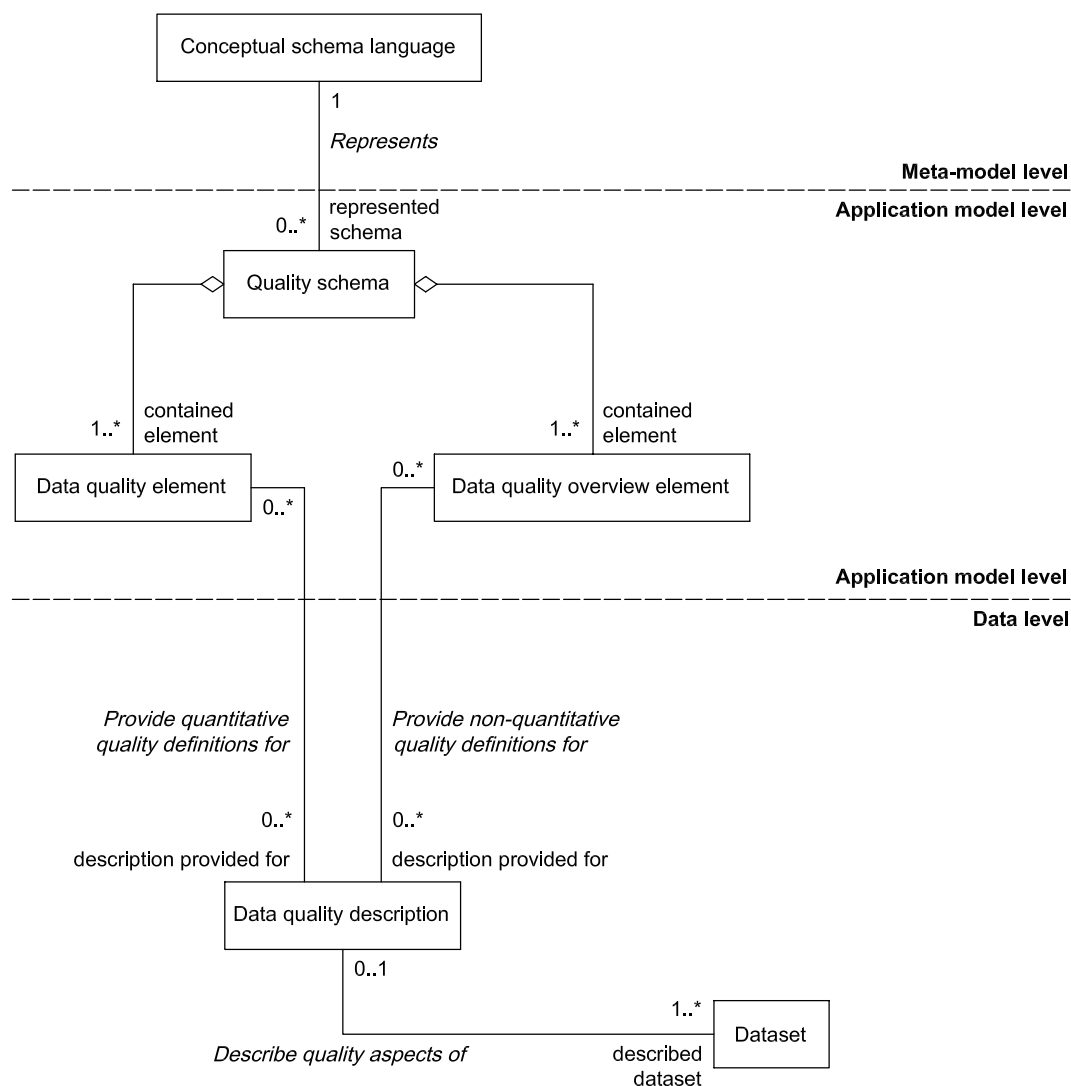 Conceptual schema language
1
Represents
Meta-model level
Application model level
represented
0..*
schema
Quality schema
contained
1..*
element
contained
1..*
element
Data quality element
0..*
0..*
Data quality overview element
Application model level
Data level
Provide quantitative
quality definitions for
Provide non-quantitative
quality definitions for
0..*
0..*
description provided for
description provided for
Data quality description
0..1
1..*
Dataset
Describe quality aspects of
described
dataset